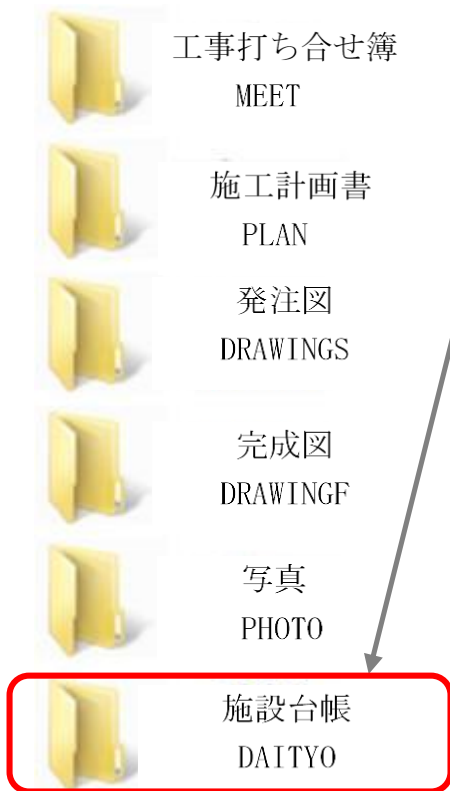 工事打ち合せ簿
MEET
施工計画書
PLAN
発注図
DRAWINGS
完成図
DRAWINGF
写真
PHOTO
施設台帳
DAITYO